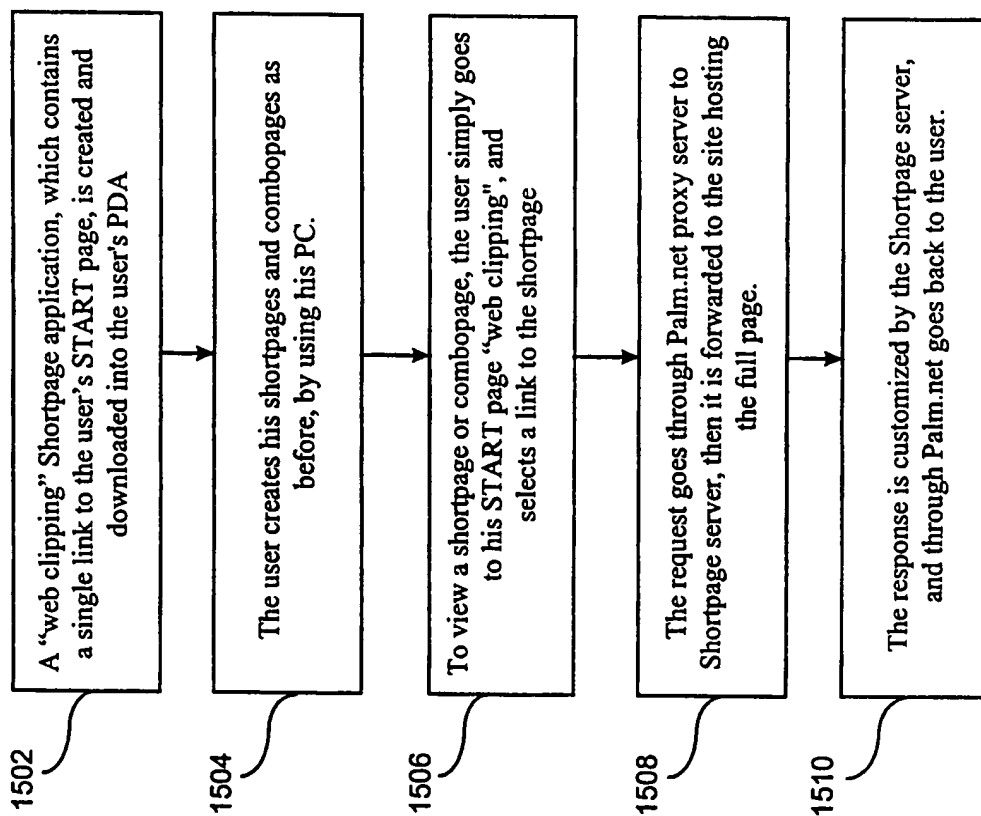 1502
A “web clipping” Shortpage application, which contains
a single link to the user's START page, is created and
downloaded into the user's PDA
1504
The user creates his shortpages and combopages as
before, by using his PC.
1506
To view a shortpage or combopage, the user simply goes
to his START page “web clipping", and
selects a link to the shortpage
1508
The request goes through Palm.net proxy server to
Shortpage server, then it is forwarded to the site hosting
the full page.
1510
The response is customized by the Shortpage server,
and through Palm.net goes back to the user.